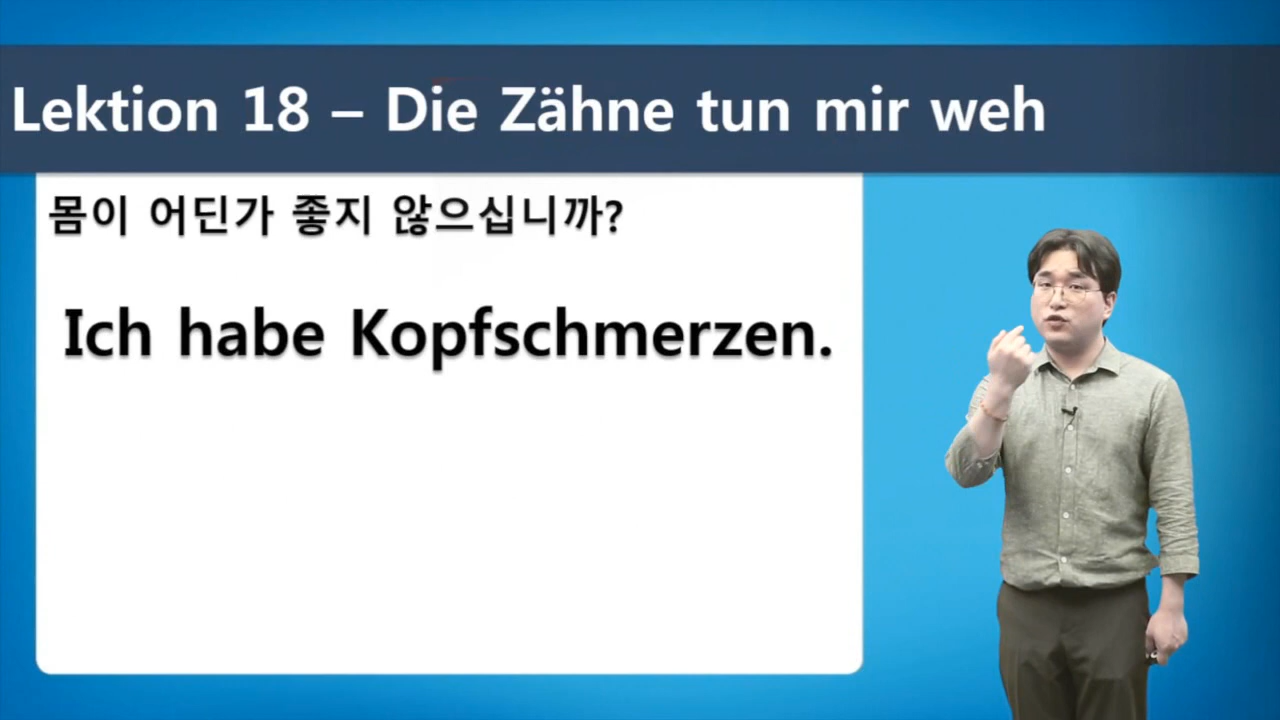 Lektion 18 – Die Zähne tun mir weh
몸이 어딘가 좋지 않으십니까?
Ich habe Kopfschmerzen.